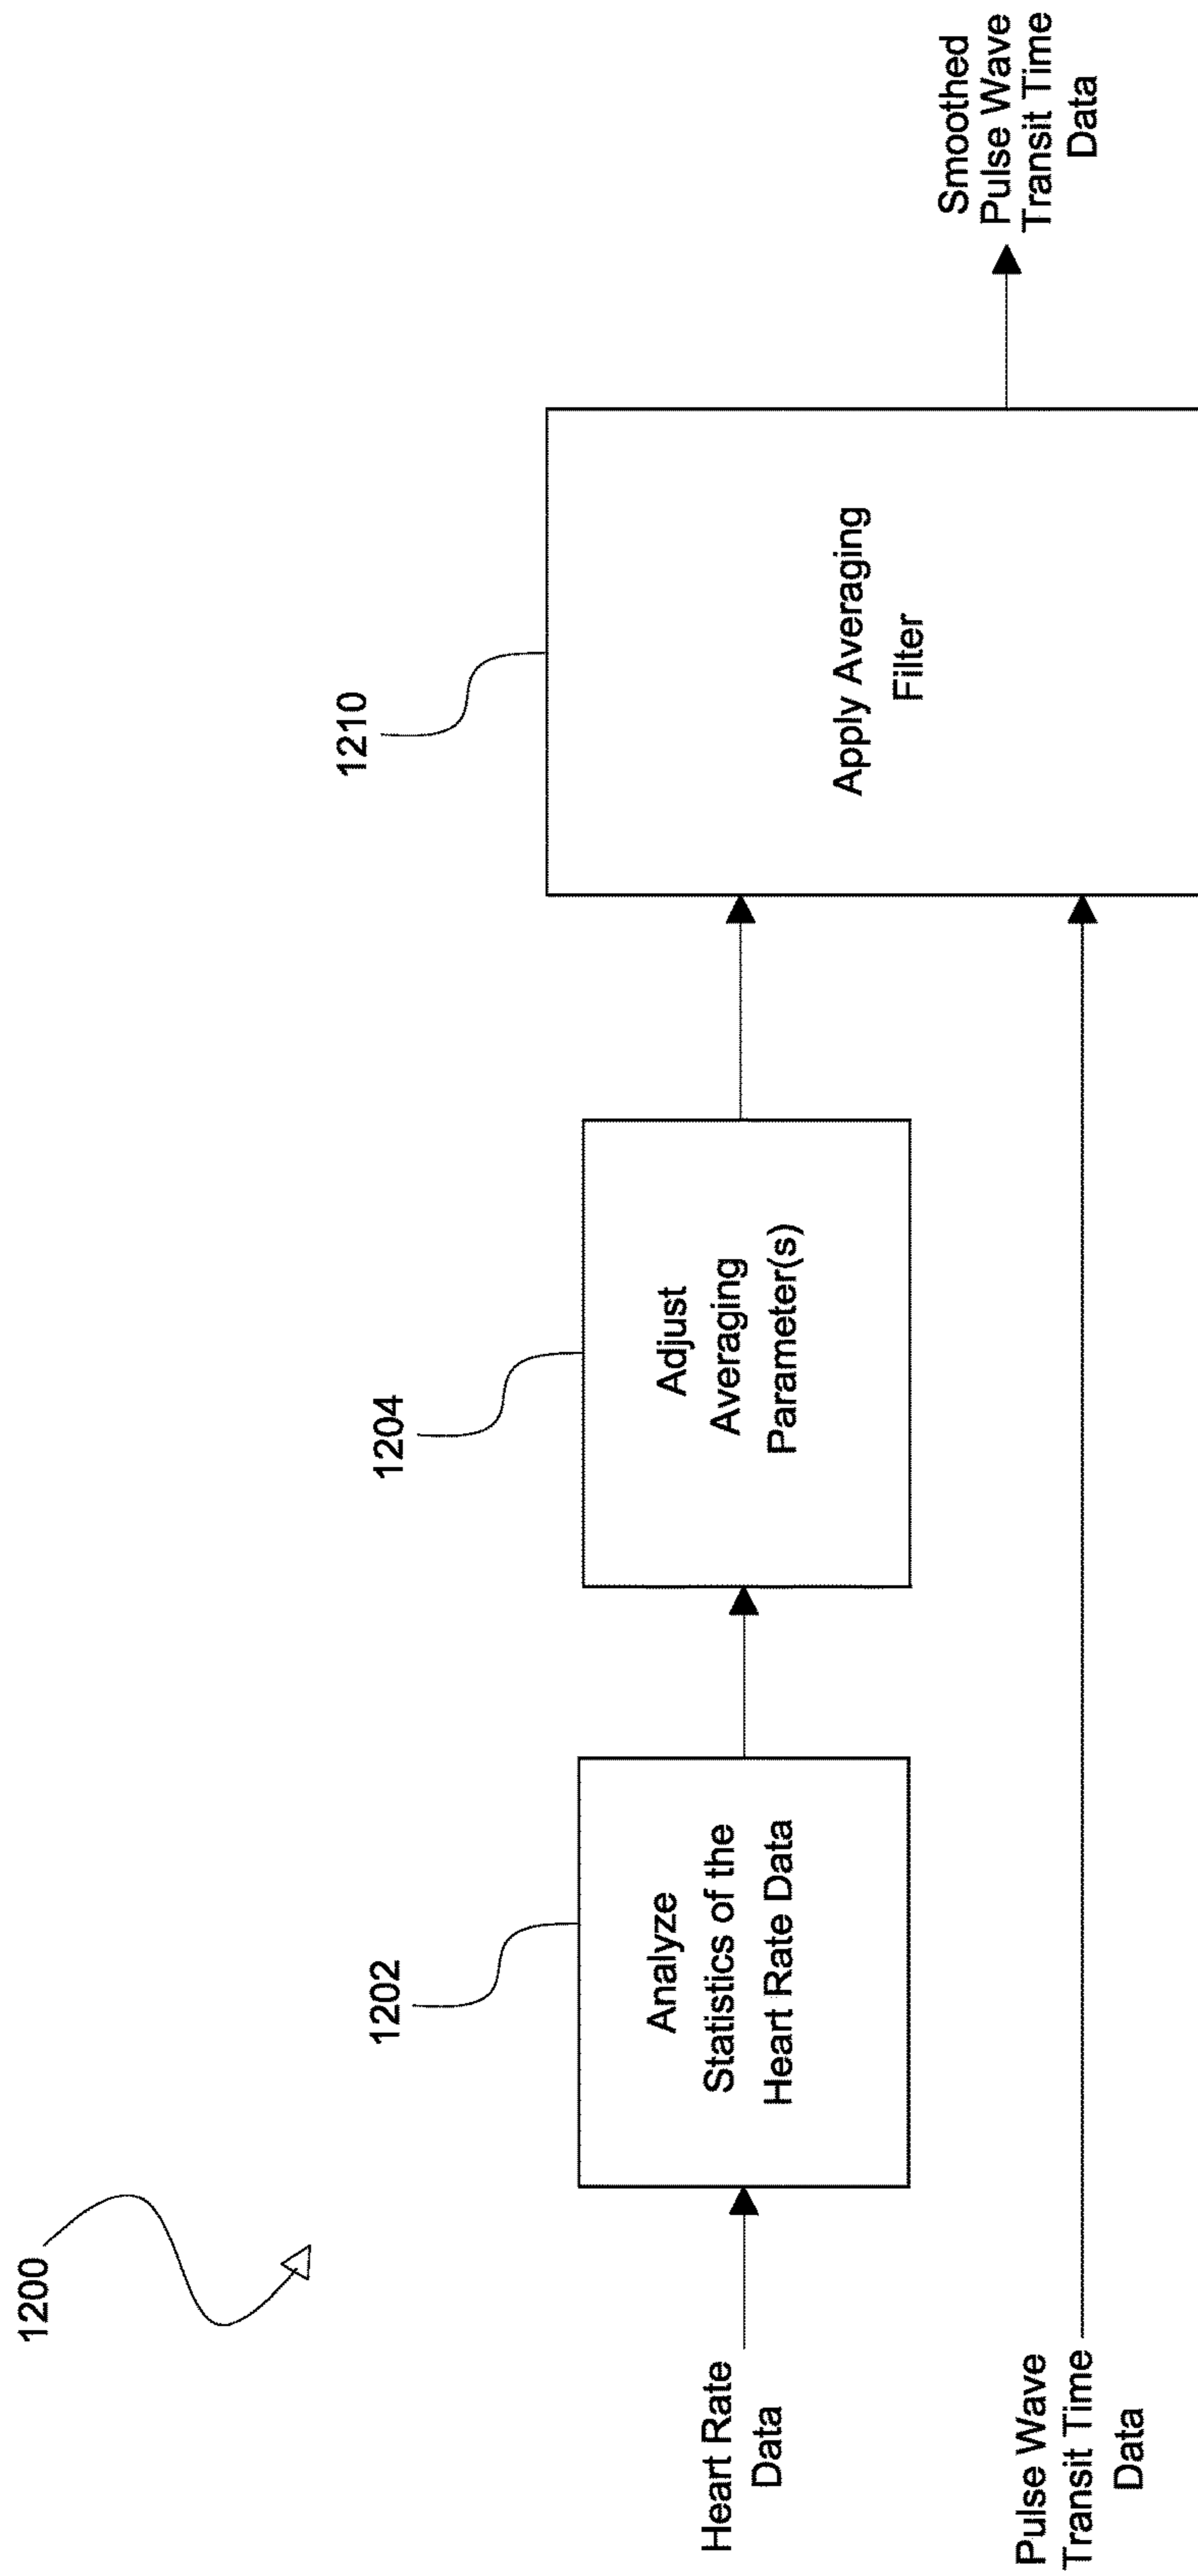 1200
Heart Rate
Data
Pulse Wave
Transit Time
Data
1202
Analyze
Statistics of the
Heart Rate Data
1204
Adjust
Averaging
Parameter(s)
1210
Apply Averaging
Filter
Smoothed
Pulse Wave
Transit Time
Data